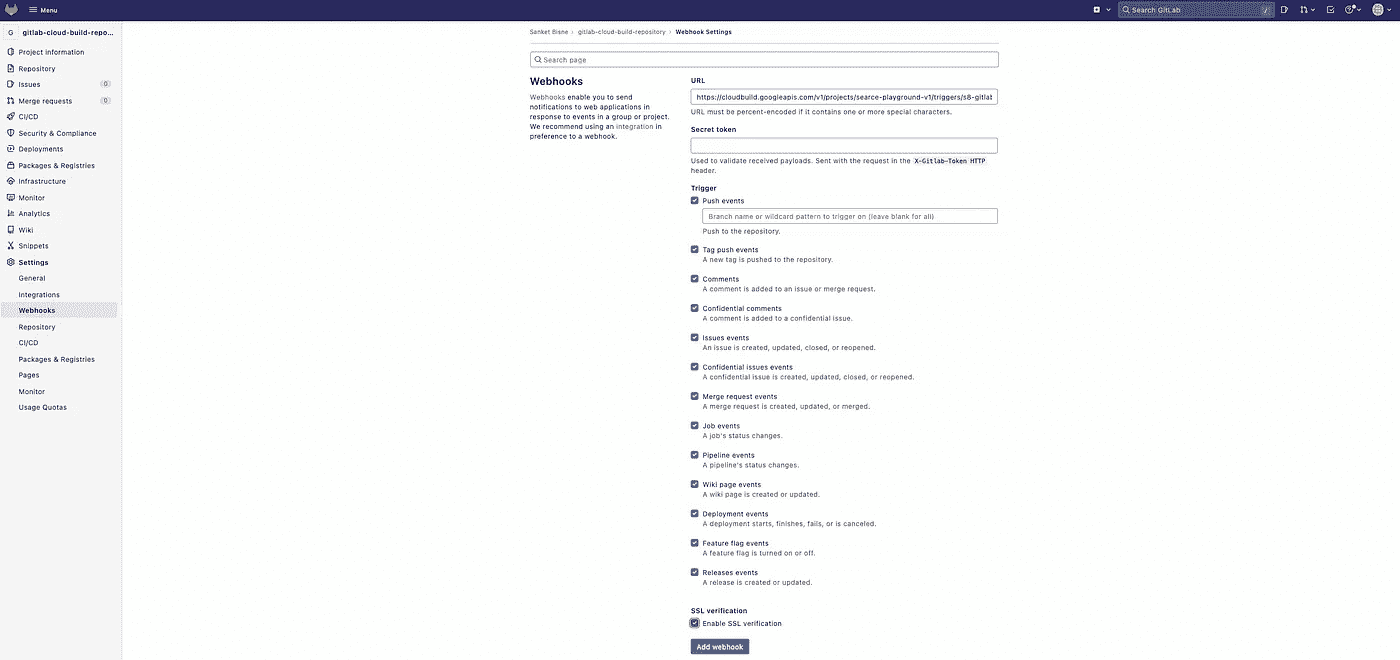 Menu
Search GitLab
/
G
gitlab-cloud-build-repo...
Project information
Repository
Issues
0
Merge requests
0
CI/CD
Security & Compliance
Deployments
Packages & Registries
Infrastructure
Monitor
Analytics
Wiki
Snippets
Settings
General
Integrations
Webhooks
Repository
CI/CD
Packages & Registries
Pages
Monitor
Usage Quotas
Sanket Bisne › gitlab-cloud-build-repository › Webhook Settings
Search page
Webhooks
Webhooks enable you to send
notifications to web applications in
response to events in a group or project.
We recommend using an integration in
preference to a webhook.
URL
https://cloudbuild.googleapis.com/v1/projects/searce-playground-v1/triggers/s8-gitlab
URL must be percent-encoded if it contains one or more special characters.
Secret token
Used to validate received payloads. Sent with the request in the X-Gitlab-Token HTTP
header.
Trigger
Push events
Branch name or wildcard pattern to trigger on (leave blank for all)
Push to the repository.
Tag push events
A new tag is pushed to the repository.
Comments
A comment is added to an issue or merge request.
Confidential comments
A comment is added to a confidential issue.
Issues events
An issue is created, updated, closed, or reopened.
Confidential issues events
A confidential issue is created, updated, closed, or reopened.
Merge request events
A merge request is created, updated, or merged.
Job events
A job's status changes.
Pipeline events
A pipeline's status changes.
Wiki page events
A wiki page is created or updated.
Deployment events
A deployment starts, finishes, fails, or is canceled.
Feature flag events
A feature flag is turned on or off.
Releases events
A release is created or updated.
SSL verification
Enable SSL verification
Add webhook